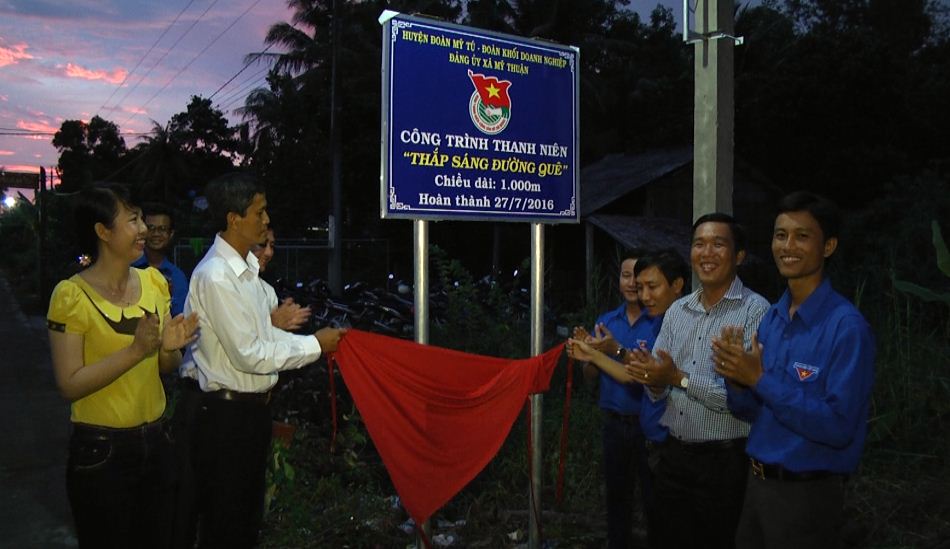 HUYỆN ĐOÀN MỸ TÚ - ĐOÀN KHỐI DOANH NGHIỆP
ĐẢNG ỦY XÃ MỸ THUẬN
CÔNG TRÌNH THANH NIÊN
"THẮP SÁNG ĐƯỜNG QUÊ"
Chiều dài: 1.000m
Hoàn thành 27/7/2016